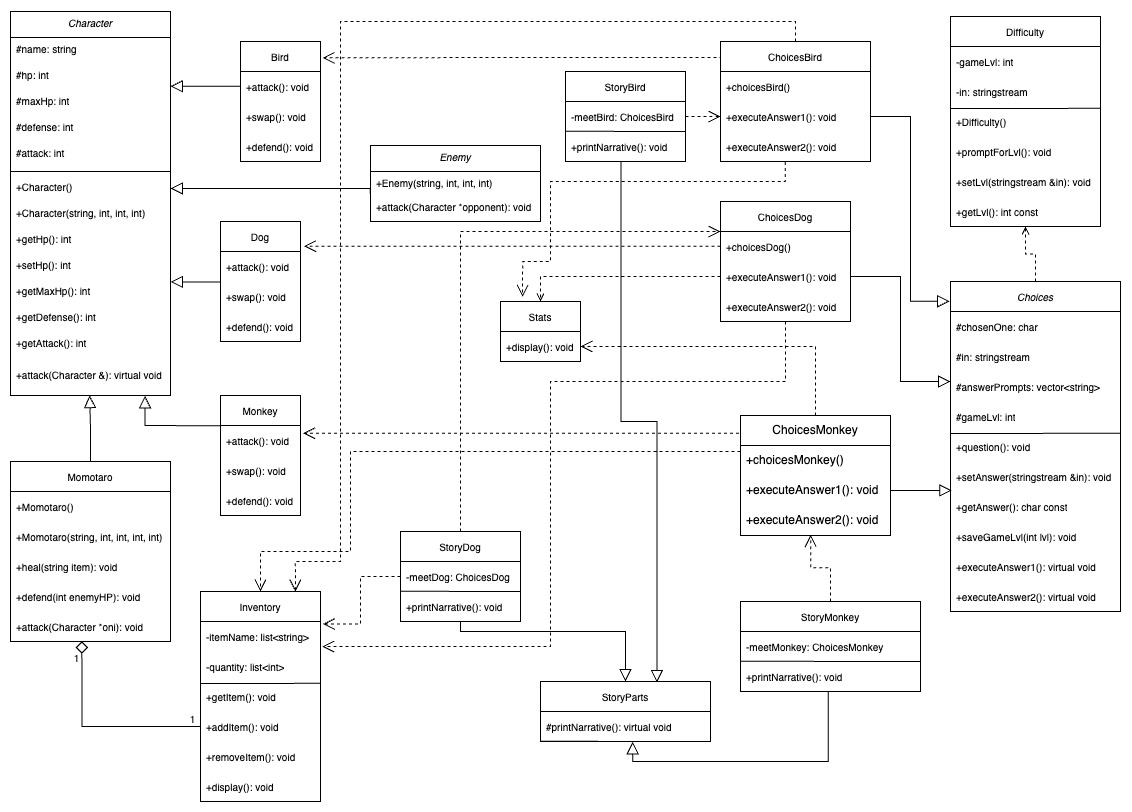 Character
#name: string
#hp: int
#maxHp: int
#defense: int
#attack: int
+Character()
+Character(string, int, int, int)
+getHp(): int
+setHp(): int
+getMaxHp(): int
+getDefense(): int
+getAttack(): int
+attack(Character &): virtual void
Bird
+attack(): void
+swap(): void
+defend(): void
Enemy
+Enemy(string, int, int, int)
+attack(Character *opponent): void
Dog
+attack(): void
+swap(): void
+defend(): void
Monkey
+attack(): void
+swap(): void
+defend(): void
Momotaro
+Momotaro()
+Momotaro(string, int, int, int, int)
+heal(string item): void
+defend(int enemyHP): void
+attack(Character *oni): void
1
1
Inventory
-itemName: list<string>
-quantity: list<int>
+getItem(): void
+addItem(): void
+removeItem(): void
+display(): void
StoryBird
-meetBird: ChoicesBird
+printNarrative(): void
ChoicesBird
+choicesBird()
+executeAnswer1(): void
+executeAnswer2(): void
ChoicesDog
+choicesDog()
+executeAnswer1(): void
+executeAnswer2(): void
Stats
+display(): void
ChoicesMonkey
+choicesMonkey()
+executeAnswer1(): void
+executeAnswer2(): void
StoryDog
-meetDog: ChoicesDog
+printNarrative(): void
StoryMonkey
-meetMonkey: ChoicesMonkey
+printNarrative(): void
StoryParts
#printNarrative(): virtual void
Difficulty
-gameLvl: int
-in: stringstream
+Difficulty()
+promptForLvl(): void
+setLvl(stringstream &in): void
+getLvl(): int const
Choices
#chosenOne: char
#in: stringstream
#answerPrompts: vector<string>
#gameLvl: int
+question(): void
+setAnswer(stringstream &in): void
+getAnswer(): char const
+saveGameLvl(int lvl): void
+executeAnswer1(): virtual void
+executeAnswer2(): virtual void